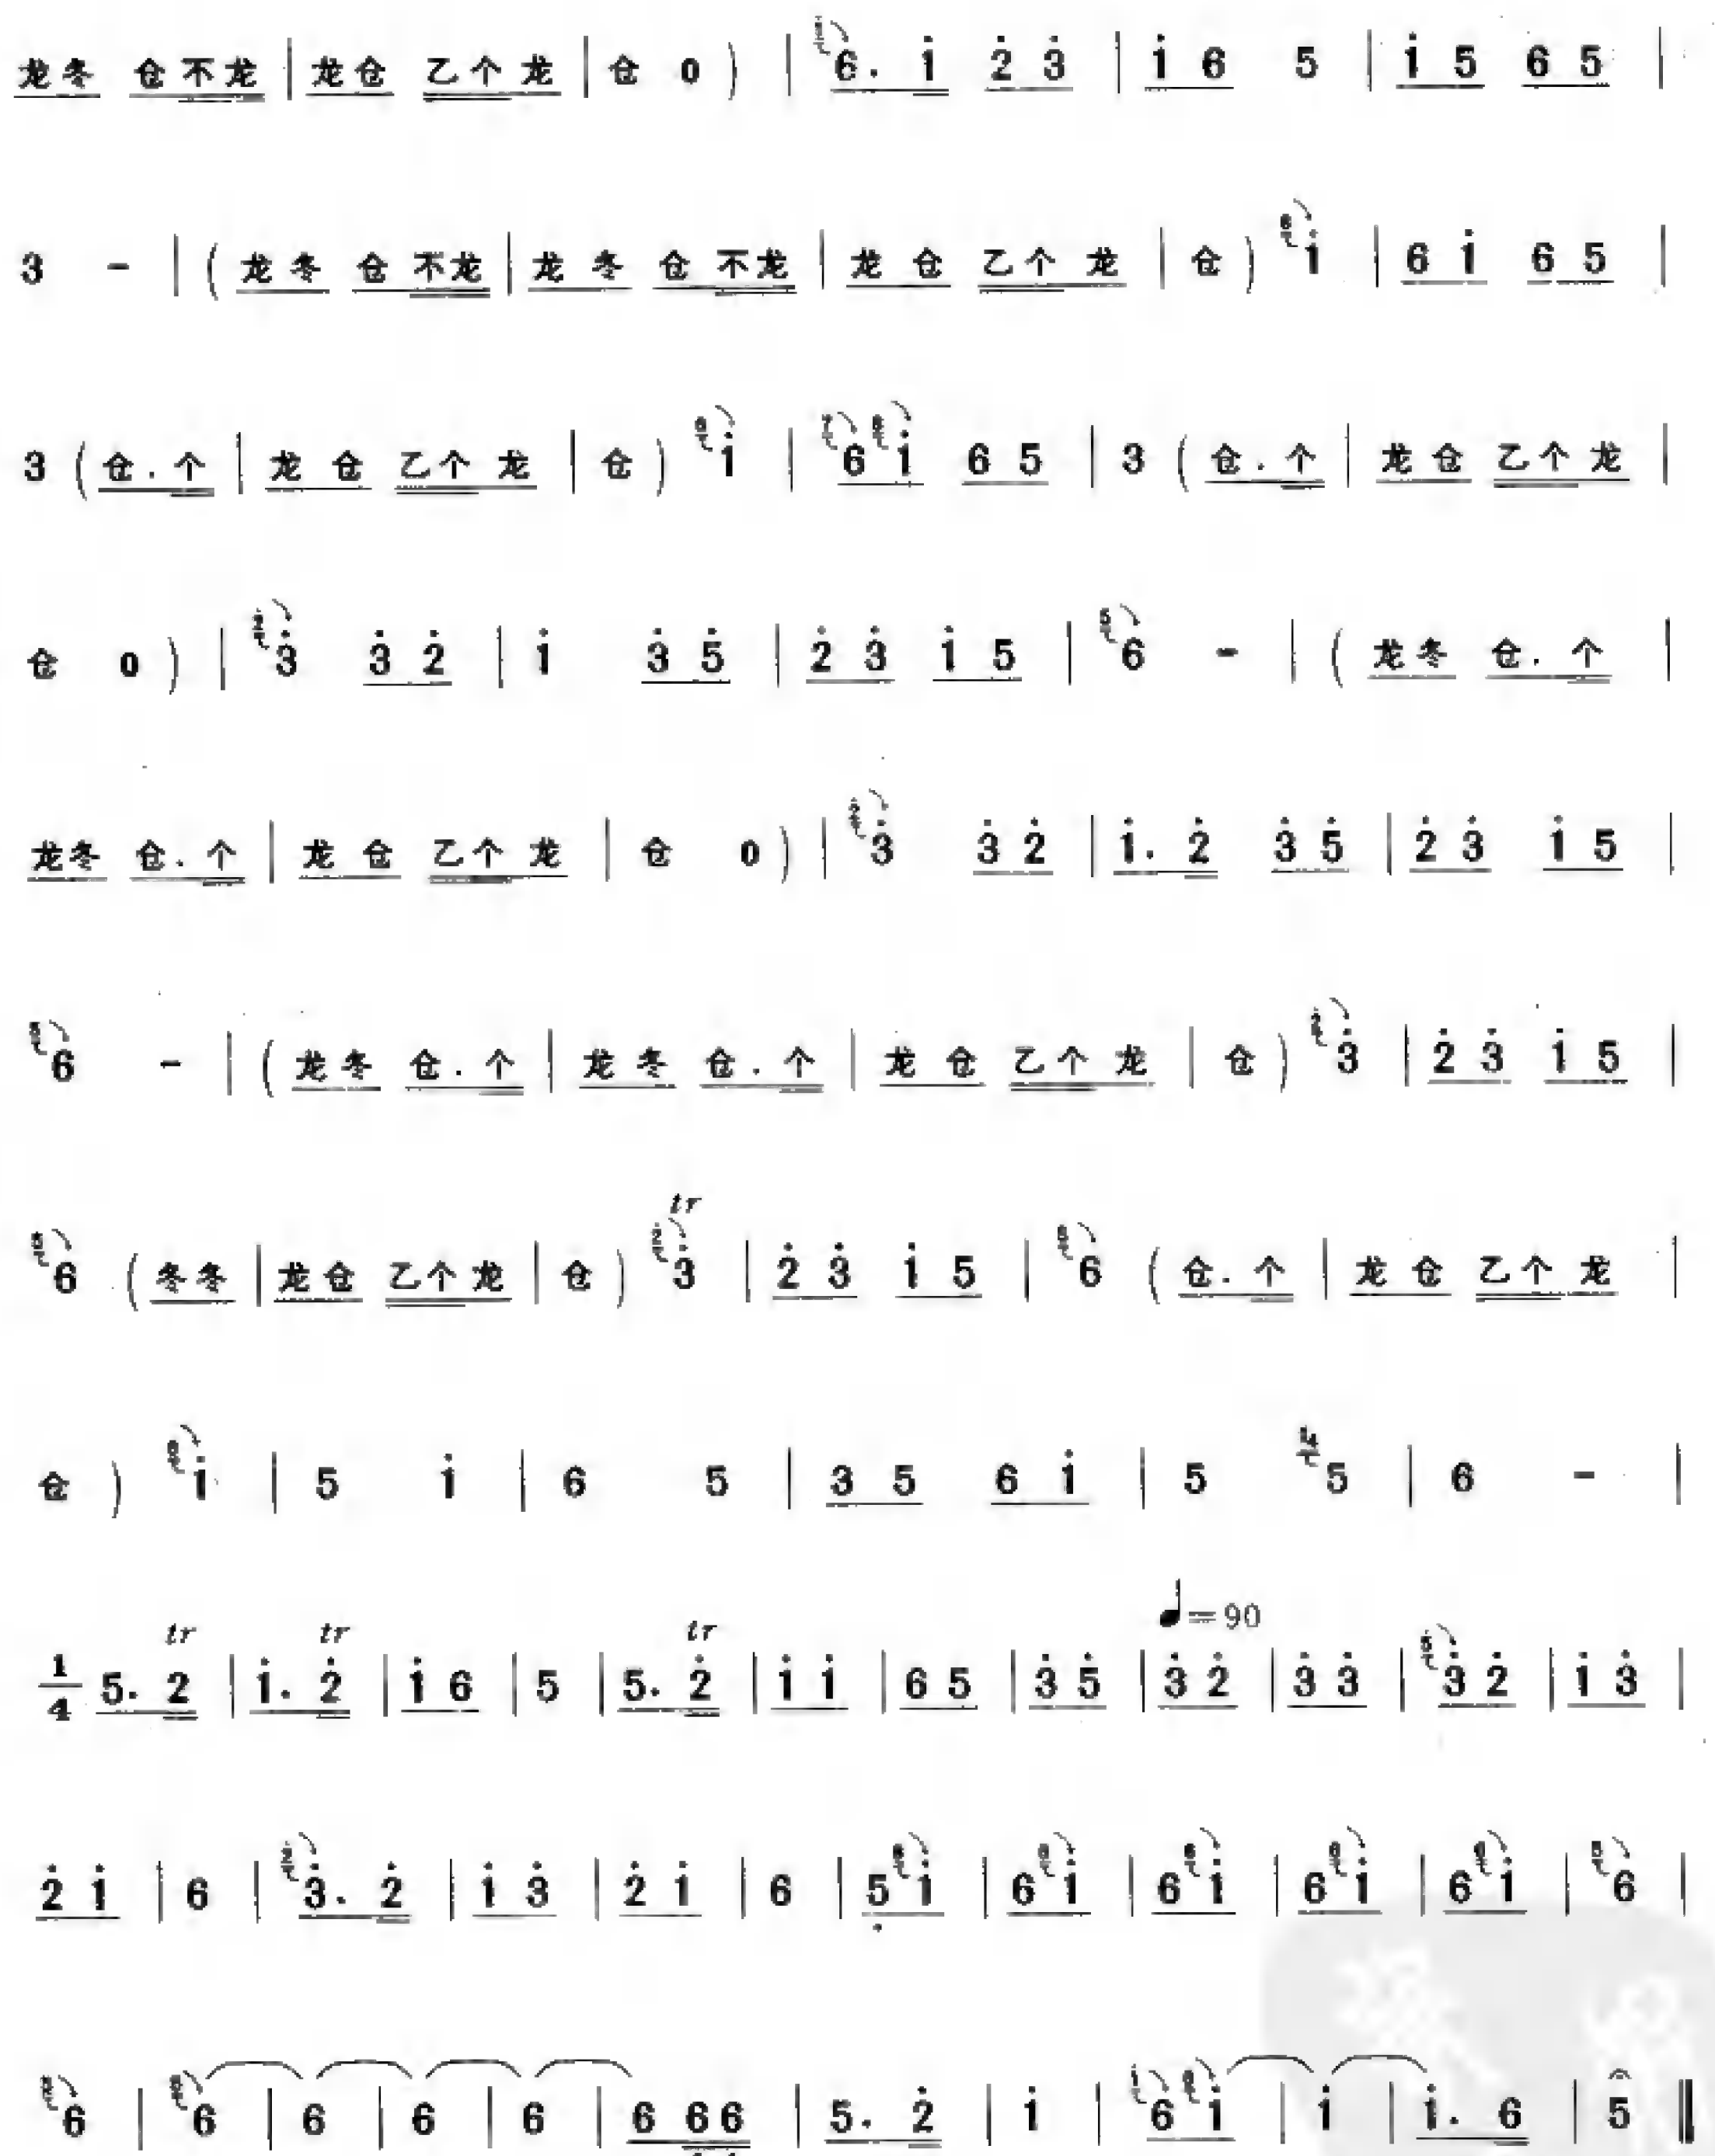 龙冬 仓不龙 | 龙仓 乙个龙 | 仓 0 ) | 6. i̇ 2̇ 3̇ | i̇ 6 5 | i̇ 5 6 5 |
3 - | ( 龙冬 仓不龙 | 龙冬 仓不龙 | 龙仓 乙个龙 | 仓 ) i̇ | 6 i̇ 6 5 |
3 ( 仓.个 | 龙仓 乙个龙 | 仓 ) i̇ | 6 i̇ 6 5 | 3 ( 仓.个 | 龙仓 乙个龙 |
仓 0 ) | 3̇ 3̇ 2̇ | i̇ 3̇ 5̇ | 2̇ 3̇ i̇ 5 | 6 - | ( 龙冬 仓.个 |
龙冬 仓.个 | 龙仓 乙个龙 | 仓 0 ) | 3̇ 3̇ 2̇ | i̇. 2̇ 3̇ 5̇ | 2̇ 3̇ i̇ 5 |
6 - | ( 龙冬 仓.个 | 龙冬 仓.个 | 龙仓 乙个龙 | 仓 ) 3̇ | 2̇ 3̇ i̇ 5 |
tr
6 ( 冬冬 | 龙仓 乙个龙 | 仓 ) 3̇ | 2̇ 3̇ i̇ 5 | 6 ( 仓.个 | 龙仓 乙个龙 |
仓 ) i̇ | 5 i̇ | 6 5 | 3 5 6 i̇ | 5 5 | 6 - |
tr tr tr ♩=90
1/4 5. 2 | i̇. 2̇ | i̇ 6 | 5 | 5. 2̇ | i̇ i̇ | 6 5 | 3̇ 5̇ | 3̇ 2̇ | 3̇ 3̇ | 3̇ 2̇ | i̇ 3̇ |
2̇ i̇ | 6 | 3̇. 2̇ | i̇ 3̇ | 2̇ i̇ | 6 | 5̣ i̇ | 6 i̇ | 6 i̇ | 6 i̇ | 6 i̇ | 6 |
6 | 6 | 6 | 6 | 6 | 6 6 6 | 5. 2̇ | i̇ | 6 i̇ | i̇ | i̇. 6 | 5 ‖